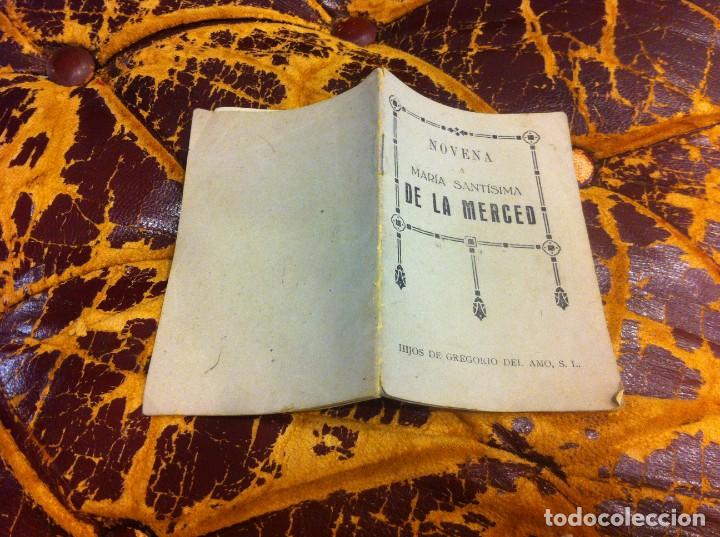 NOVENA
A
MARÍA SANTÍSIMA
DE LA MERCED
HIJOS DE GREGORIO DEL AMO, S. L.
todocoleccion